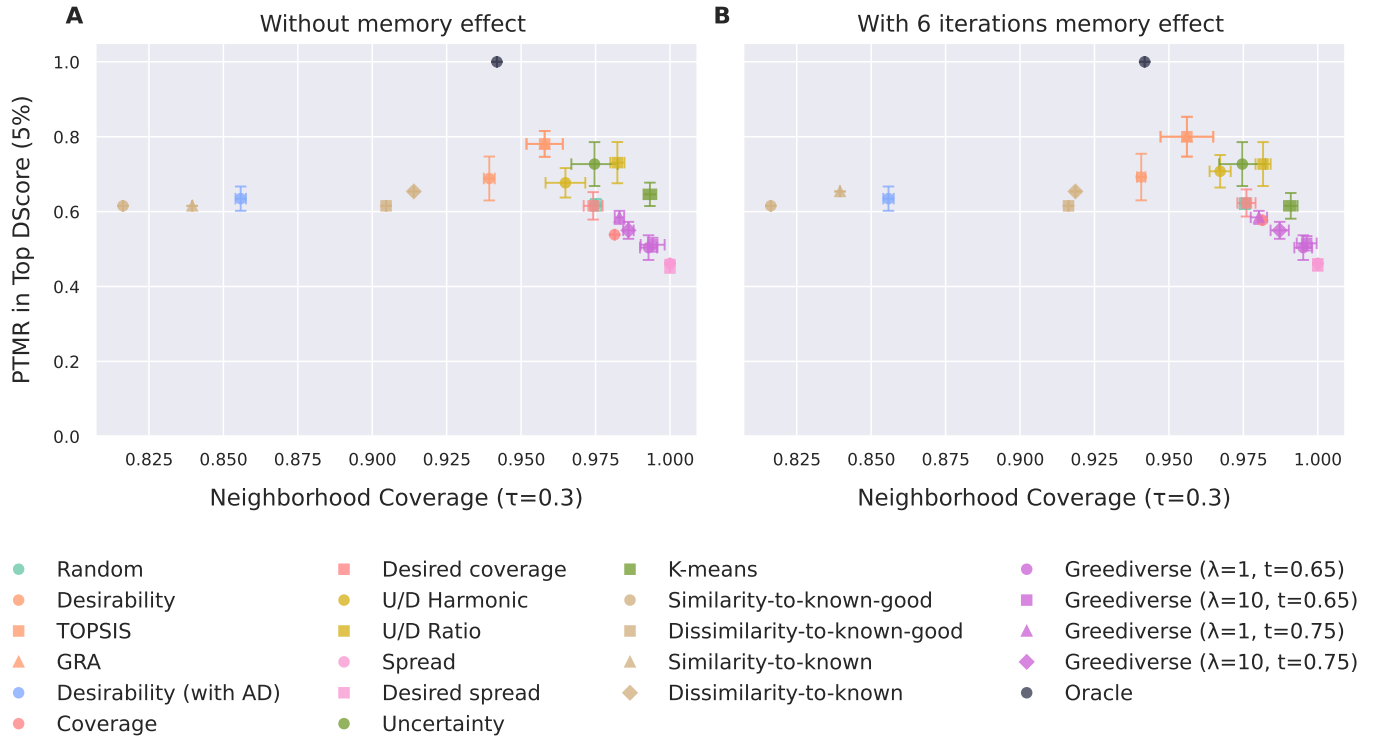 A
Without memory effect
B
With 6 iterations memory effect
PTMR in Top DScore (5%)
1.0
0.8
0.6
0.4
0.2
0.0
0.825 0.850 0.875 0.900 0.925 0.950 0.975 1.000
0.825 0.850 0.875 0.900 0.925 0.950 0.975 1.000
Neighborhood Coverage (τ=0.3)
Neighborhood Coverage (τ=0.3)
Random
Desirability
TOPSIS
GRA
Desirability (with AD)
Coverage
Desired coverage
U/D Harmonic
U/D Ratio
Spread
Desired spread
Uncertainty
K-means
Similarity-to-known-good
Dissimilarity-to-known-good
Similarity-to-known
Dissimilarity-to-known
Greediverse (λ=1, t=0.65)
Greediverse (λ=10, t=0.65)
Greediverse (λ=1, t=0.75)
Greediverse (λ=10, t=0.75)
Oracle